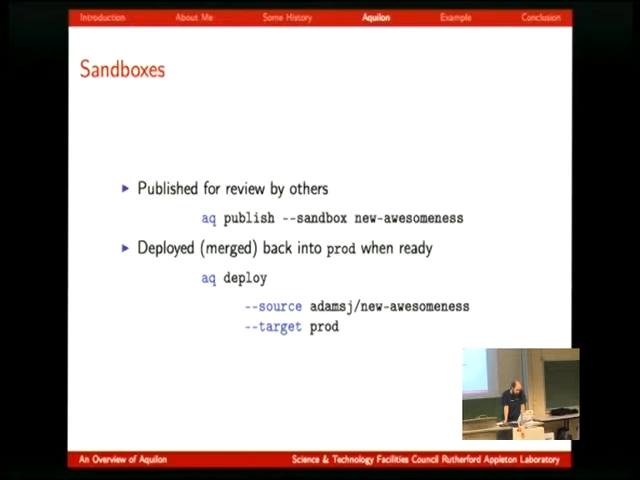 Introduction About Me Some History Aquilon Example Conclusion
Sandboxes
Published for review by others
aq publish --sandbox new-awesomeness
Deployed (merged) back into prod when ready
aq deploy
--source adamsj/new-awesomeness
--target prod
An Overview of Aquilon Science & Technology Facilities Council Rutherford Appleton Laboratory